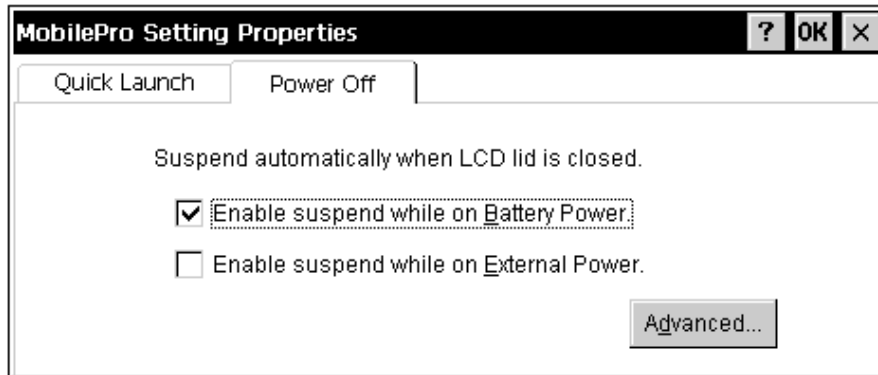 MobilePro Setting Properties ? OK ×
Quick Launch Power Off
Suspend automatically when LCD lid is closed.
Enable suspend while on Battery Power.
Enable suspend while on External Power.
Advanced...